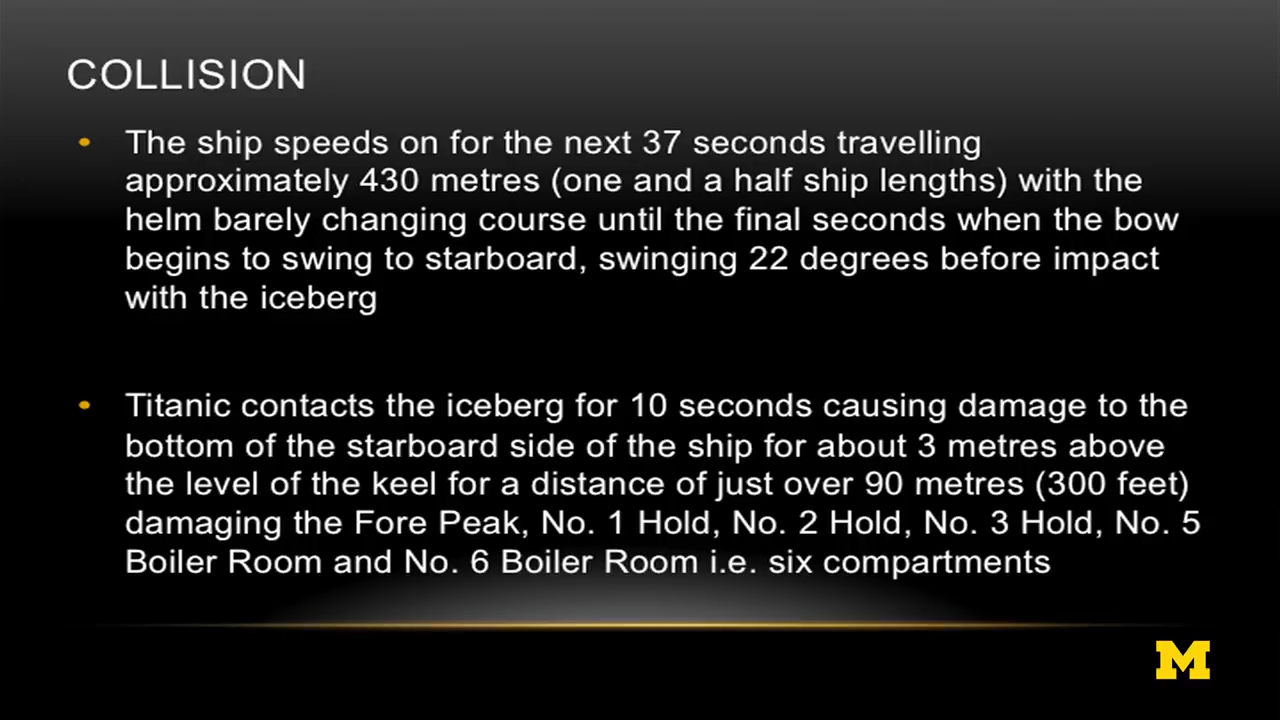 COLLISION
• The ship speeds on for the next 37 seconds travelling
approximately 430 metres (one and a half ship lengths) with the
helm barely changing course until the final seconds when the bow
begins to swing to starboard, swinging 22 degrees before impact
with the iceberg
• Titanic contacts the iceberg for 10 seconds causing damage to the
bottom of the starboard side of the ship for about 3 metres above
the level of the keel for a distance of just over 90 metres (300 feet)
damaging the Fore Peak, No. 1 Hold, No. 2 Hold, No. 3 Hold, No. 5
Boiler Room and No. 6 Boiler Room i.e. six compartments
M